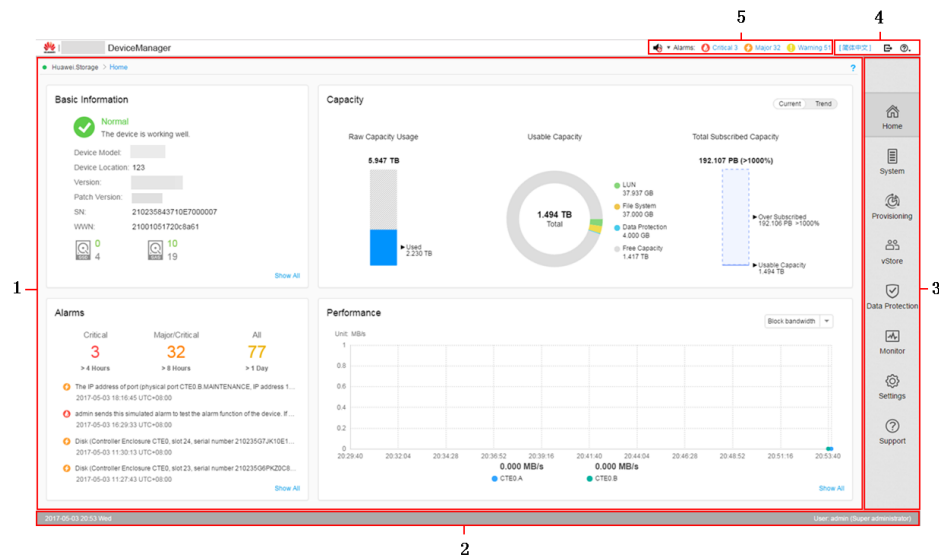 5
4
HUAWEI
DeviceManager
Alarms: Critical 3 Major 32 Warning 51
[简体中文]
Huawei.Storage > Home
?
Basic Information
Normal
The device is working well.
Device Model:
Device Location: 123
Version:
Patch Version:
SN: 210235843710E7000007
WWN: 21001051720c8a61
0
4
10
19
Show All
Capacity
Current Trend
Raw Capacity Usage
5.947 TB
Used
2.230 TB
Usable Capacity
1.494 TB
Total
LUN
37.937 GB
File System
37.000 GB
Data Protection
4.000 GB
Free Capacity
1.417 TB
Total Subscribed Capacity
192.107 PB (>1000%)
Over Subscribed
192.106 PB >1000%
Usable Capacity
1.494 TB
Home
System
Provisioning
vStore
Data Protection
Monitor
Settings
Support
1
3
Alarms
Critical
3
> 4 Hours
Major/Critical
32
> 8 Hours
All
77
> 1 Day
The IP address of port (physical port CTE0.B.MAINTENANCE, IP address 1...
2017-05-03 18:16:45 UTC+08:00
admin sends this simulated alarm to test the alarm function of the device. If ...
2017-05-03 16:29:33 UTC+08:00
Disk (Controller Enclosure CTE0, slot 24, serial number 210235G7JK10E1...
2017-05-03 11:30:13 UTC+08:00
Disk (Controller Enclosure CTE0, slot 23, serial number 210235G6PKZ0C8...
2017-05-03 11:27:43 UTC+08:00
Show All
Performance
Block bandwidth
Unit: MB/s
1
0.8
0.6
0.4
0.2
0
20:29:40 20:32:04 20:34:28 20:36:52 20:39:16 20:41:40 20:44:04 20:46:28 20:48:52 20:51:16 20:53:40
0.000 MB/s 0.000 MB/s
CTE0.A CTE0.B
Show All
2017-05-03 20:53 Wed
User: admin (Super administrator)
2